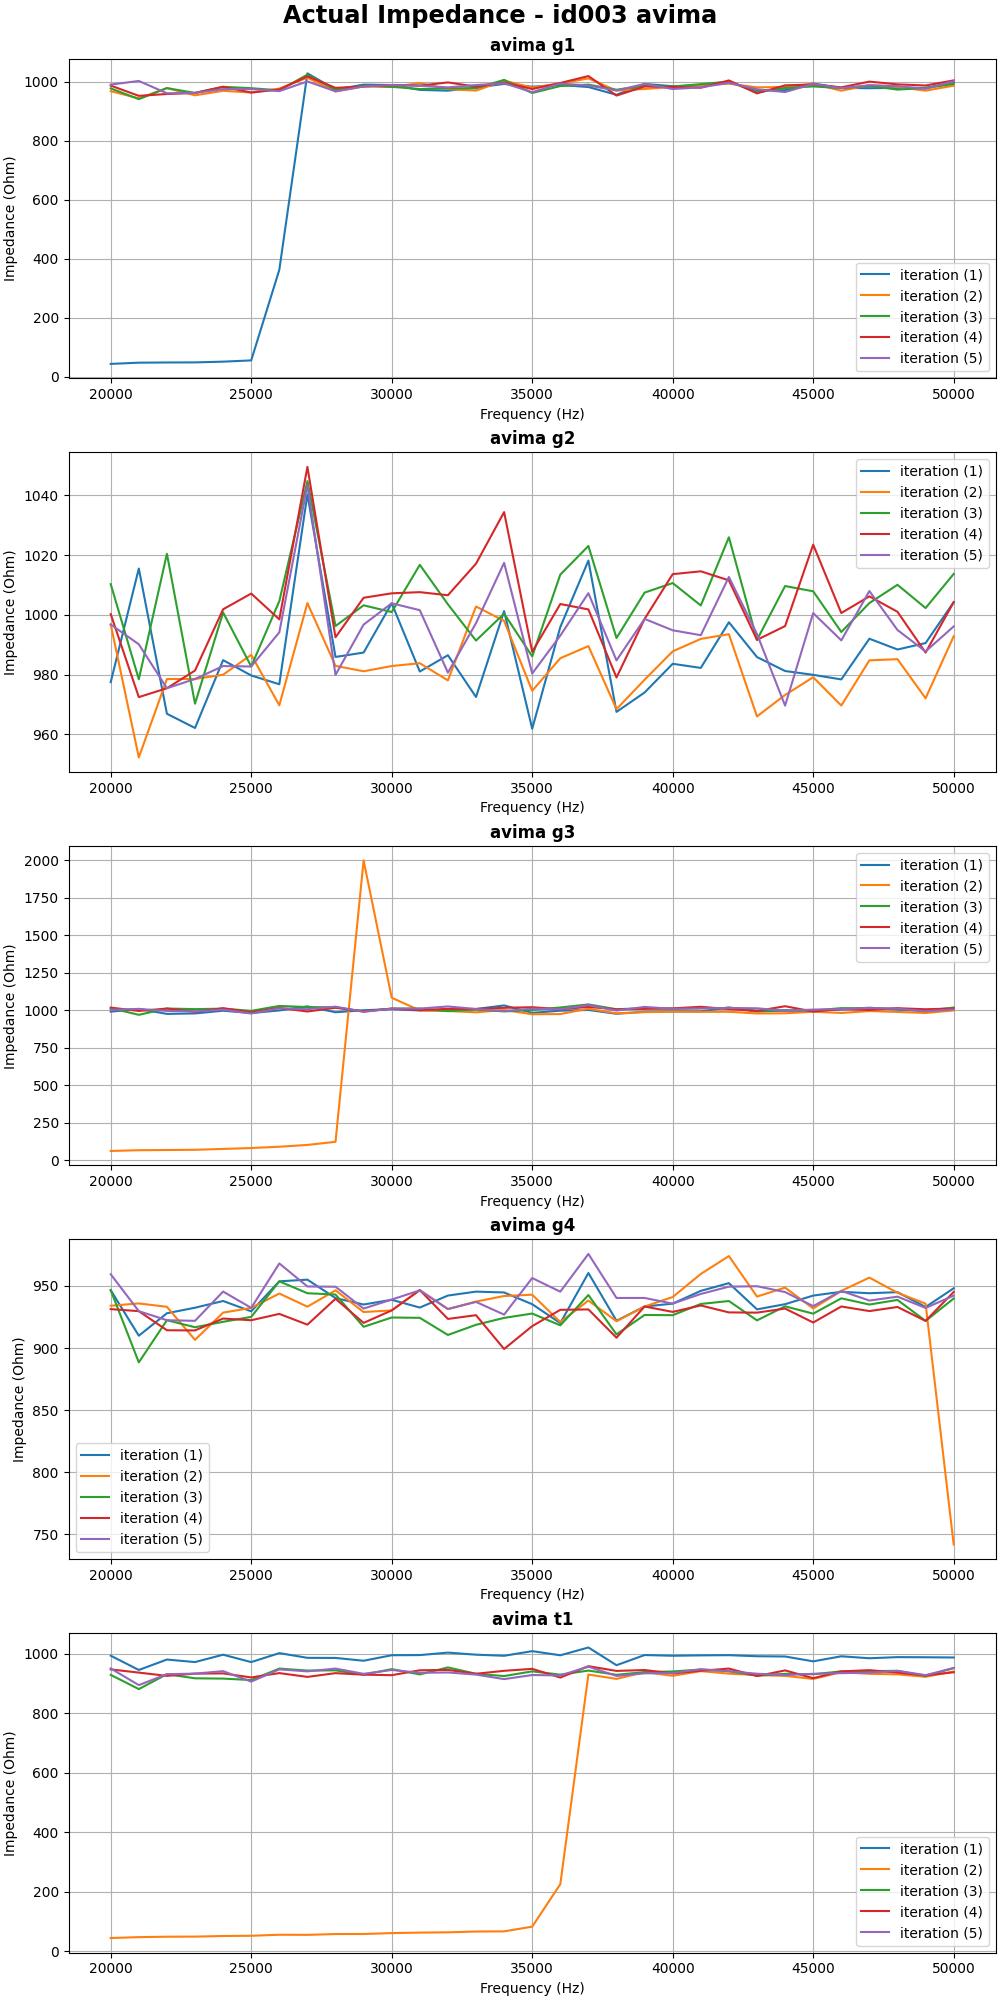 Actual Impedance - id003 avima
avima g1
Impedance (Ohm)
1000
800
600
400
200
0
iteration (1)
iteration (2)
iteration (3)
iteration (4)
iteration (5)
20000 25000 30000 35000 40000 45000 50000
Frequency (Hz)
avima g2
Impedance (Ohm)
1040
1020
1000
980
960
iteration (1)
iteration (2)
iteration (3)
iteration (4)
iteration (5)
20000 25000 30000 35000 40000 45000 50000
Frequency (Hz)
avima g3
Impedance (Ohm)
2000
1750
1500
1250
1000
750
500
250
0
iteration (1)
iteration (2)
iteration (3)
iteration (4)
iteration (5)
20000 25000 30000 35000 40000 45000 50000
Frequency (Hz)
avima g4
Impedance (Ohm)
950
900
850
800
750
iteration (1)
iteration (2)
iteration (3)
iteration (4)
iteration (5)
20000 25000 30000 35000 40000 45000 50000
Frequency (Hz)
avima t1
Impedance (Ohm)
1000
800
600
400
200
0
iteration (1)
iteration (2)
iteration (3)
iteration (4)
iteration (5)
20000 25000 30000 35000 40000 45000 50000
Frequency (Hz)